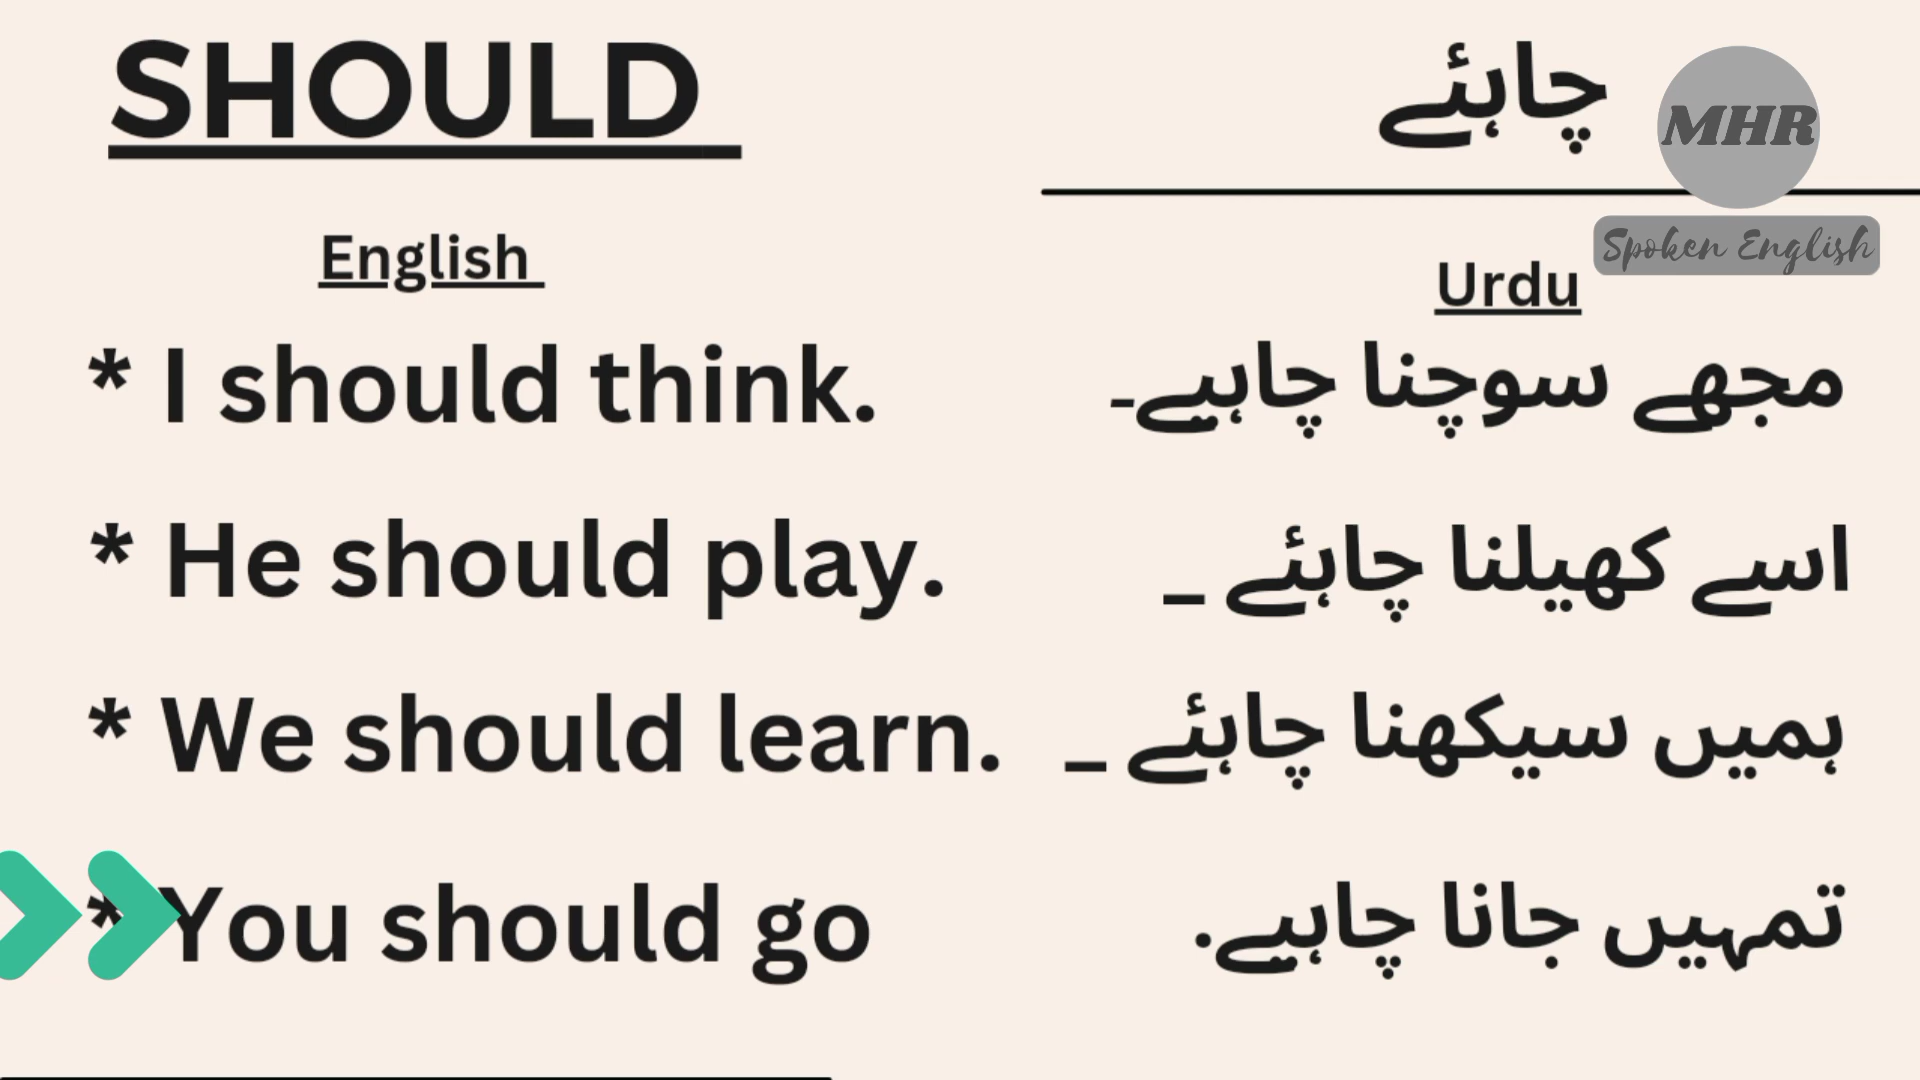 SHOULD
چاہئے
MHR
Spoken English
English
Urdu
* I should think.
مجھے سوچنا چاہیے۔
* He should play.
اسے کھیلنا چاہئے _
* We should learn.
ہمیں سیکھنا چاہئے _
* You should go
تمہیں جانا چاہیے.